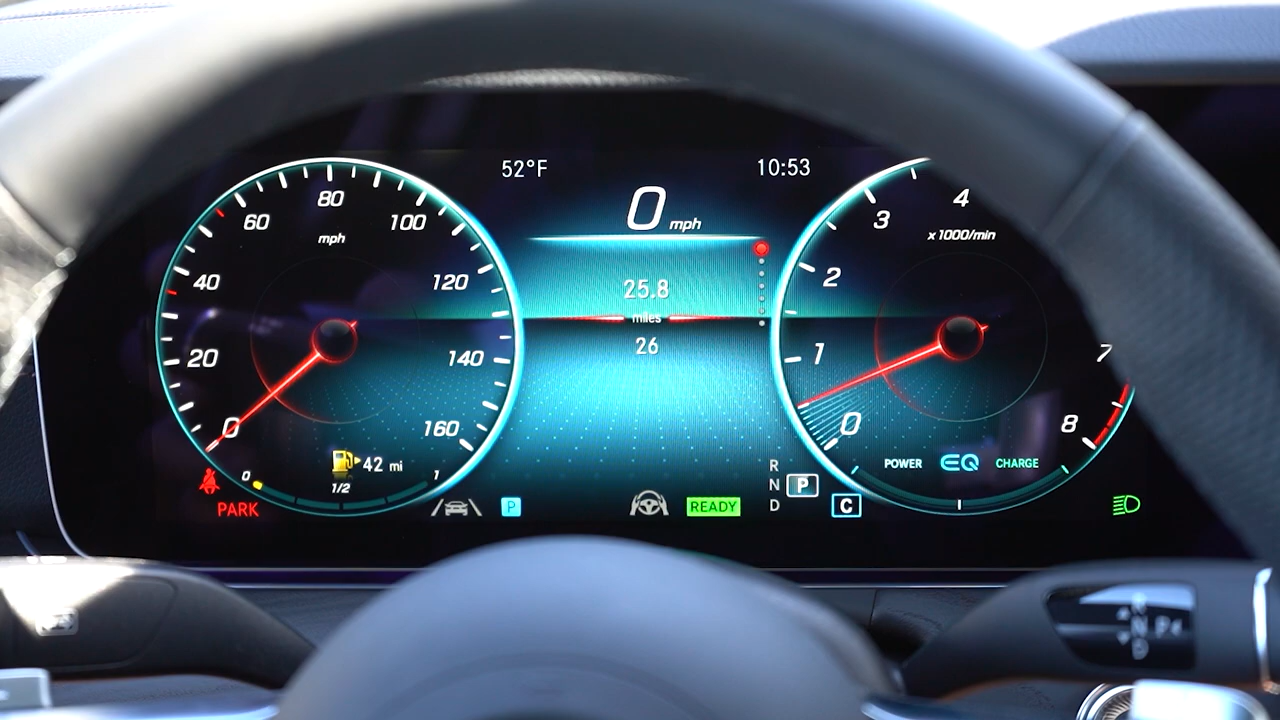 52°F 10:53
0 mph
80
60 100
mph
40 120
20 140
0 160
25.8
miles
26
4
3
x1000/min
2
1 7
0 8
42 mi
0 1/2 1
POWER EQ CHARGE
R
N P
D
PARK
P
READY
C
R
N P
D